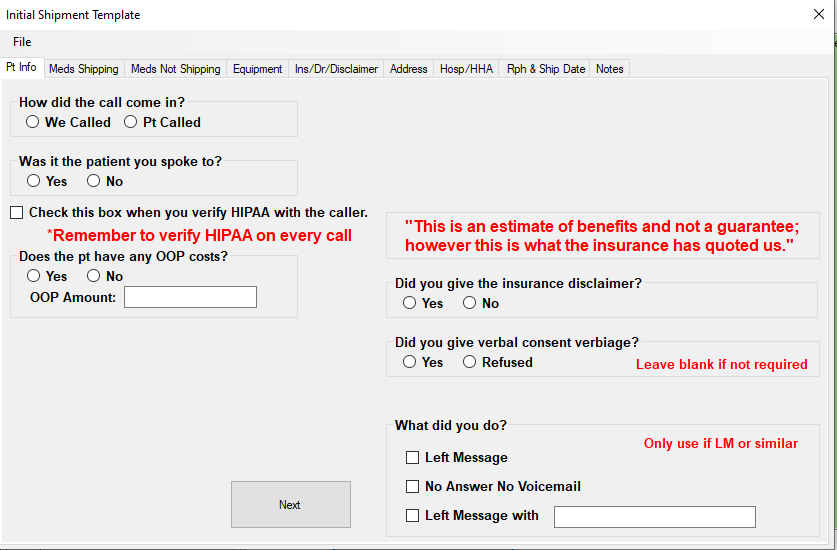 Initial Shipment Template
File
Pt Info Meds Shipping Meds Not Shipping Equipment Ins/Dr/Disclaimer Address Hosp/HHA Rph & Ship Date Notes
How did the call come in?
We Called Pt Called
Was it the patient you spoke to?
Yes No
Check this box when you verify HIPAA with the caller.
*Remember to verify HIPAA on every call
Does the pt have any OOP costs?
Yes No
OOP Amount:
"This is an estimate of benefits and not a guarantee;
however this is what the insurance has quoted us."
Did you give the insurance disclaimer?
Yes No
Did you give verbal consent verbiage?
Yes Refused
Leave blank if not required
What did you do?
Only use if LM or similar
Left Message
No Answer No Voicemail
Left Message with
Next